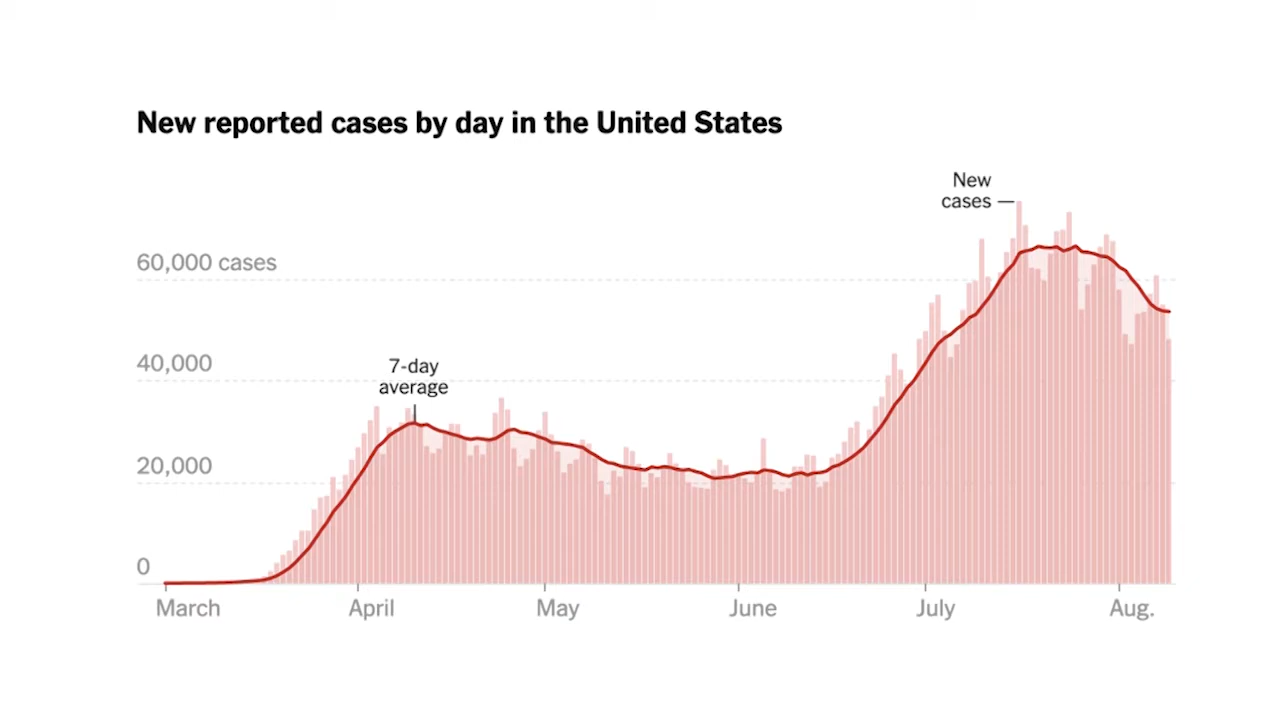 New reported cases by day in the United States
New
cases
60,000 cases
7-day
average
40,000
20,000
0
March April May June July Aug.